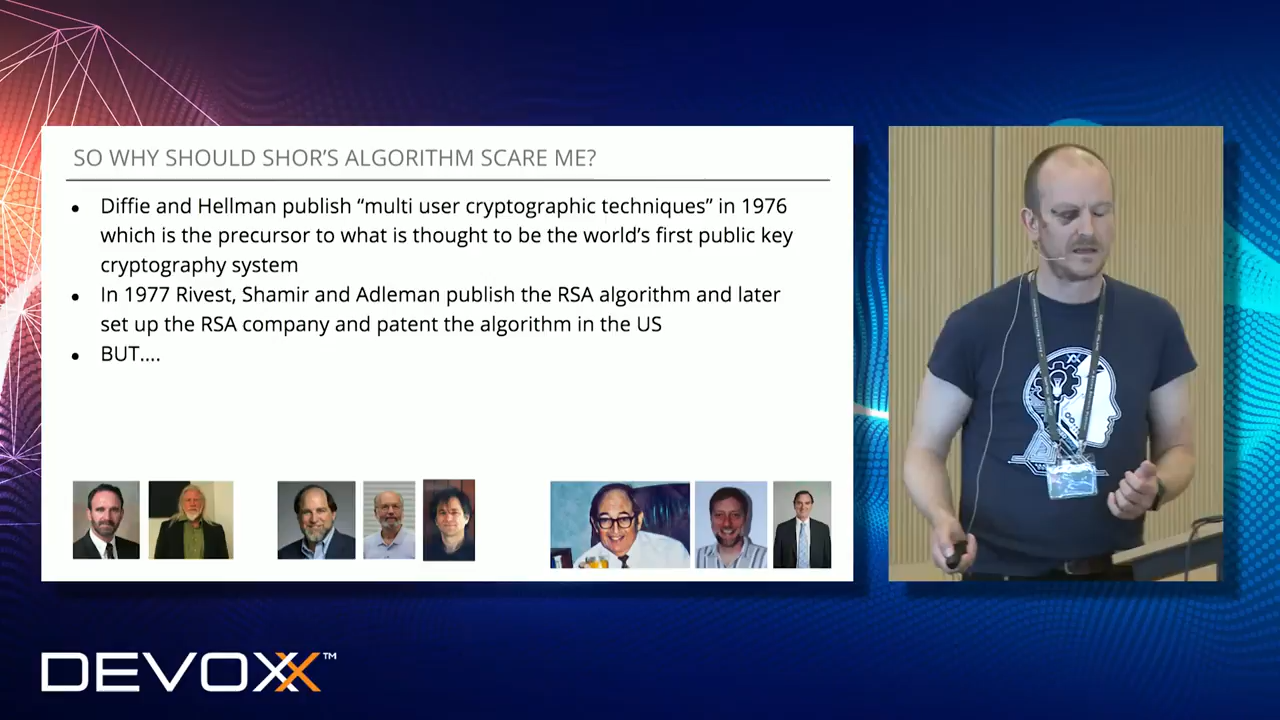 SO WHY SHOULD SHOR'S ALGORITHM SCARE ME?
• Diffie and Hellman publish “multi user cryptographic techniques” in 1976
which is the precursor to what is thought to be the world’s first public key
cryptography system
• In 1977 Rivest, Shamir and Adleman publish the RSA algorithm and later
set up the RSA company and patent the algorithm in the US
• BUT....
DEVOXX™